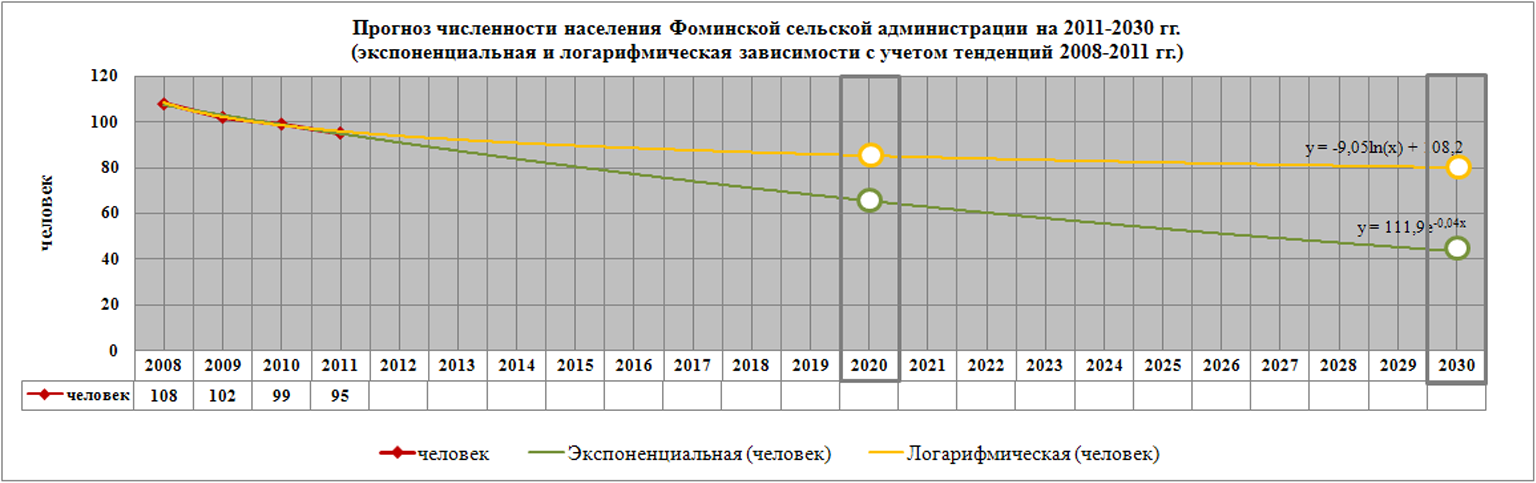 Прогноз численности населения Фоминской сельской администрации на 2011-2030 гг.
(экспоненциальная и логарифмическая зависимости с учетом тенденций 2008-2011 гг.)
человек
120
100
80
60
40
20
0
y = -9,05ln(x) + 108,2
y = 111,9e-0,04x
2008 2009 2010 2011 2012 2013 2014 2015 2016 2017 2018 2019 2020 2021 2022 2023 2024 2025 2026 2027 2028 2029 2030
человек 108 102 99 95
человек Экспоненциальная (человек) Логарифмическая (человек)